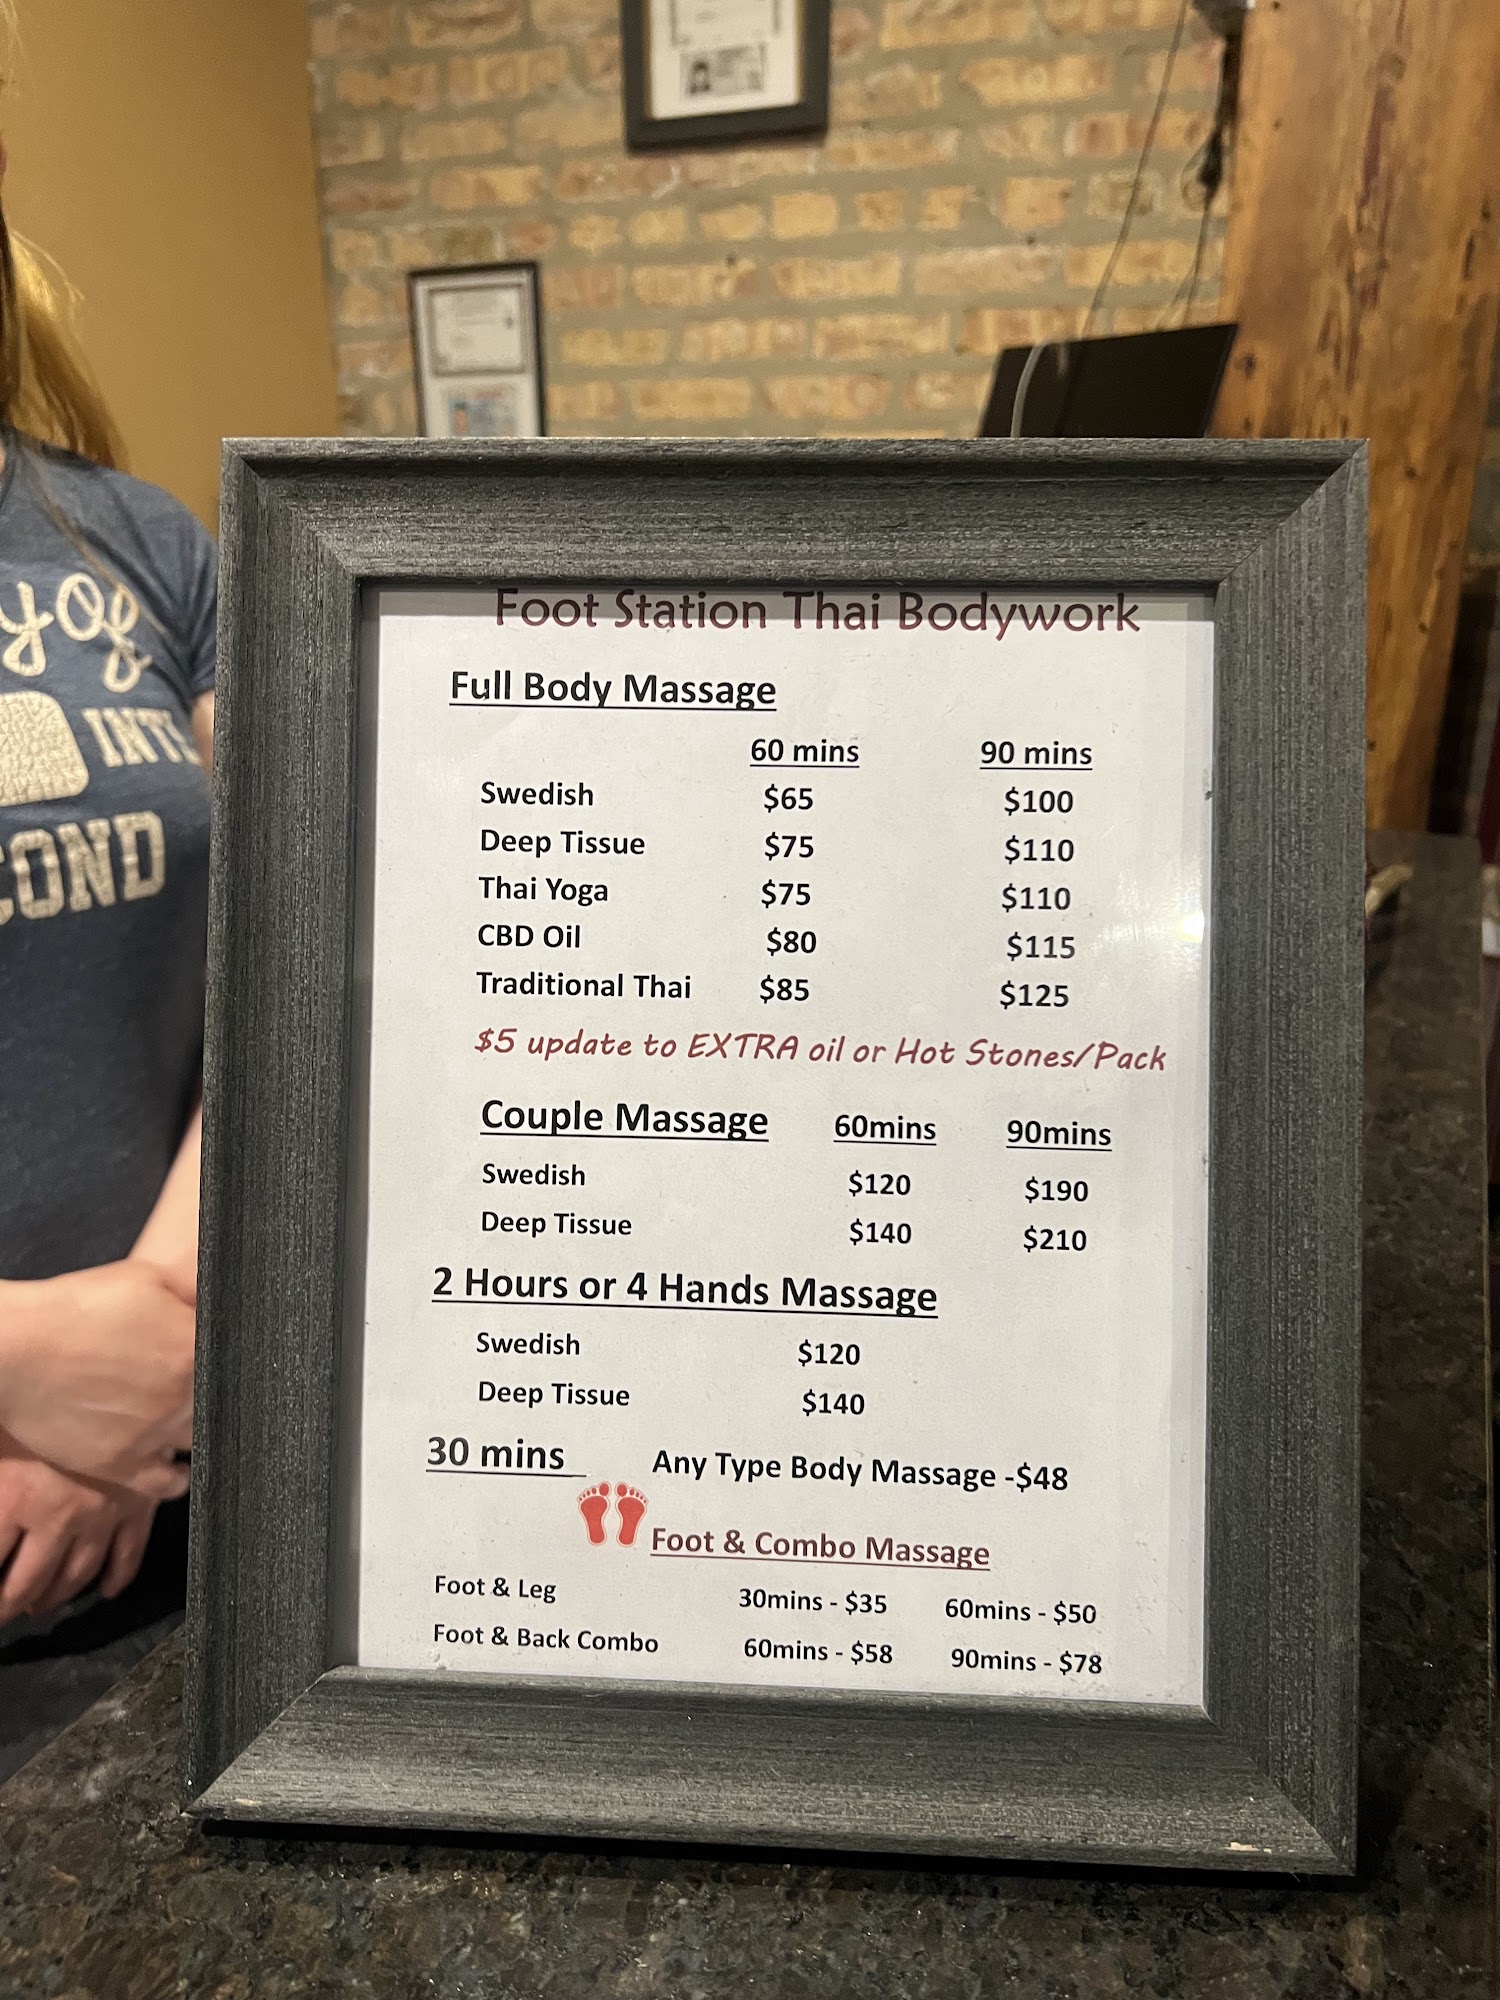 Foot Station Thai Bodywork
Full Body Massage
60 mins 90 mins
Swedish $65 $100
Deep Tissue $75 $110
Thai Yoga $75 $110
CBD Oil $80 $115
Traditional Thai $85 $125
$5 update to EXTRA oil or Hot Stones/Pack
Couple Massage 60mins 90mins
Swedish $120 $190
Deep Tissue $140 $210
2 Hours or 4 Hands Massage
Swedish $120
Deep Tissue $140
30 mins Any Type Body Massage -$48
Foot & Combo Massage
Foot & Leg 30mins - $35 60mins - $50
Foot & Back Combo 60mins - $58 90mins - $78